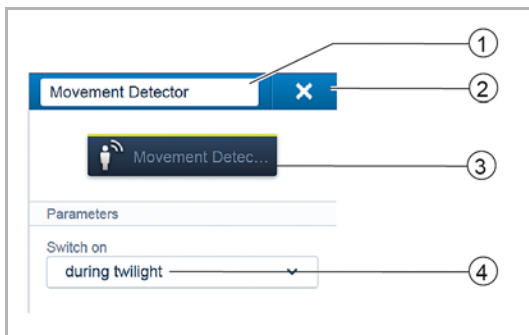 1
Movement Detector
2
Movement Detec...
3
Parameters
Switch on
during twilight
4